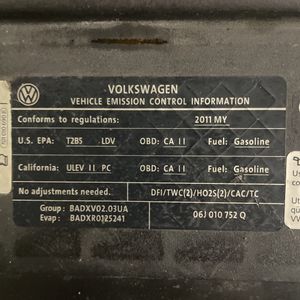 VOLKSWAGEN
VEHICLE EMISSION CONTROL INFORMATION
Conforms to regulations: 2011 MY
U.S. EPA: T2B5 LDV OBD: CA II Fuel: Gasoline
California: ULEV II PC OBD: CA II Fuel: Gasoline
No adjustments needed. DFI/TWC(2)/HO2S(2)/CAC/TC
Group : BADXV02.03UA
Evap : BADXR0125241
06J 010 752 Q